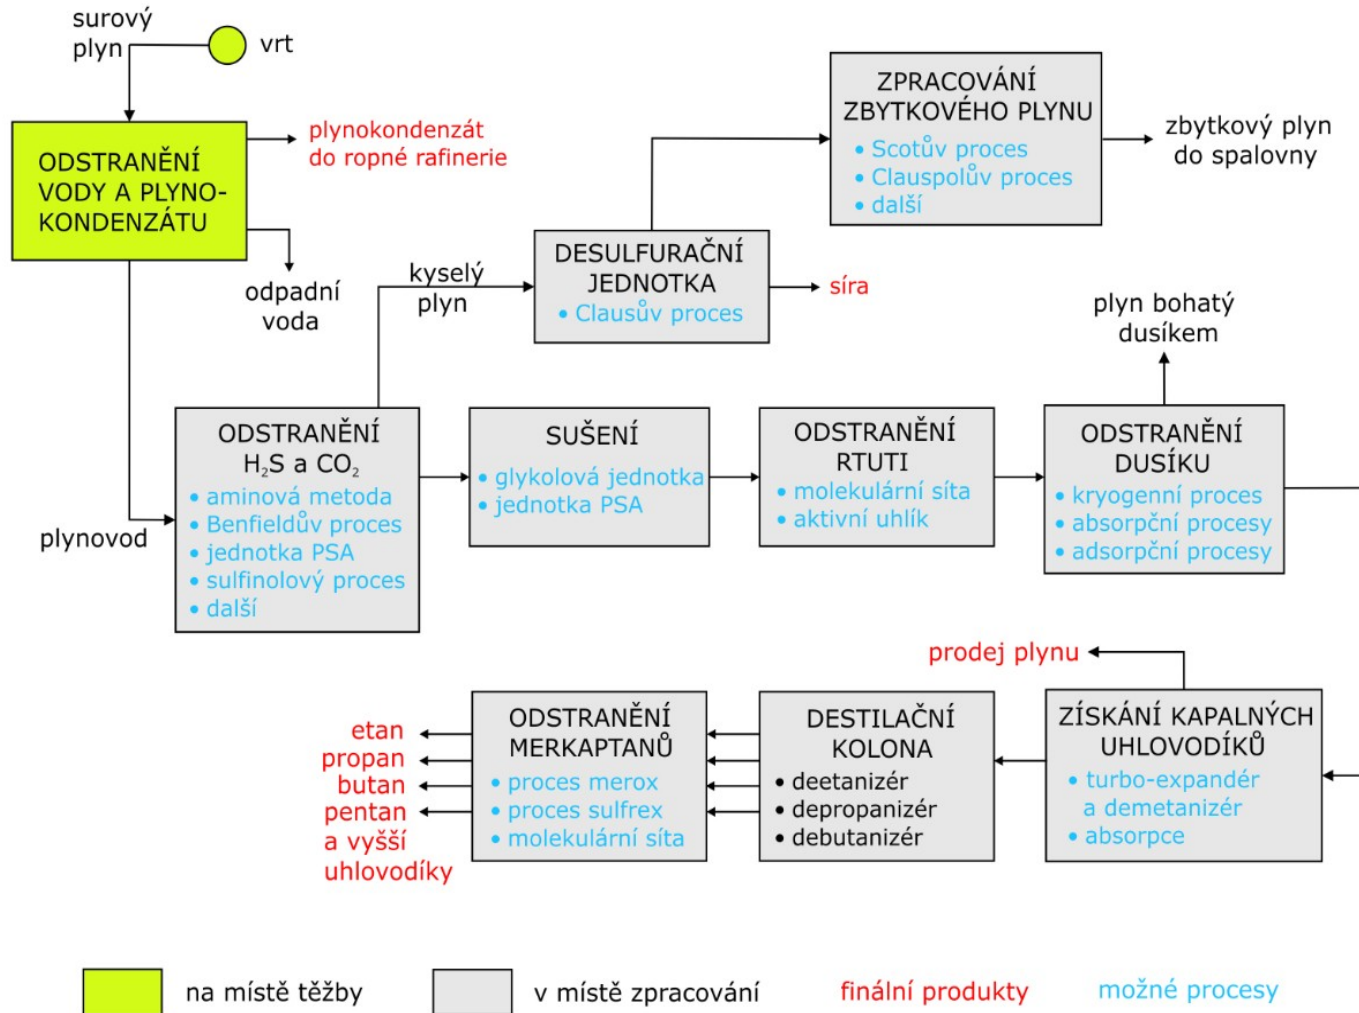 surový
plyn
vrt
ODSTRANĚNÍ
VODY A PLYNO-
KONDENZÁTU
plynokondenzát
do ropné rafinerie
odpadní
voda
plynovod
ZPRACOVÁNÍ
ZBYTKOVÉHO PLYNU
• Scotův proces
• Clauspolův proces
• další
zbytkový plyn
do spalovny
kyselý
plyn
DESULFURAČNÍ
JEDNOTKA
• Clausův proces
síra
plyn bohatý
dusíkem
ODSTRANĚNÍ
H₂S a CO₂
• aminová metoda
• Benfieldův proces
• jednotka PSA
• sulfinolový proces
• další
SUŠENÍ
• glykolová jednotka
• jednotka PSA
ODSTRANĚNÍ
RTUTI
• molekulární síta
• aktivní uhlík
ODSTRANĚNÍ
DUSÍKU
• kryogenní proces
• absorpční procesy
• adsorpční procesy
prodej plynu
ZÍSKÁNÍ KAPALNÝCH
UHLOVODÍKŮ
• turbo-expandér
a demetanizér
• absorpce
DESTILAČNÍ
KOLONA
• deetanizér
• depropanizér
• debutanizér
ODSTRANĚNÍ
MERKAPTANŮ
• proces merox
• proces sulfrex
• molekulární síta
etan
propan
butan
pentan
a vyšší
uhlovodíky
na místě těžby
v místě zpracování
finální produkty
možné procesy